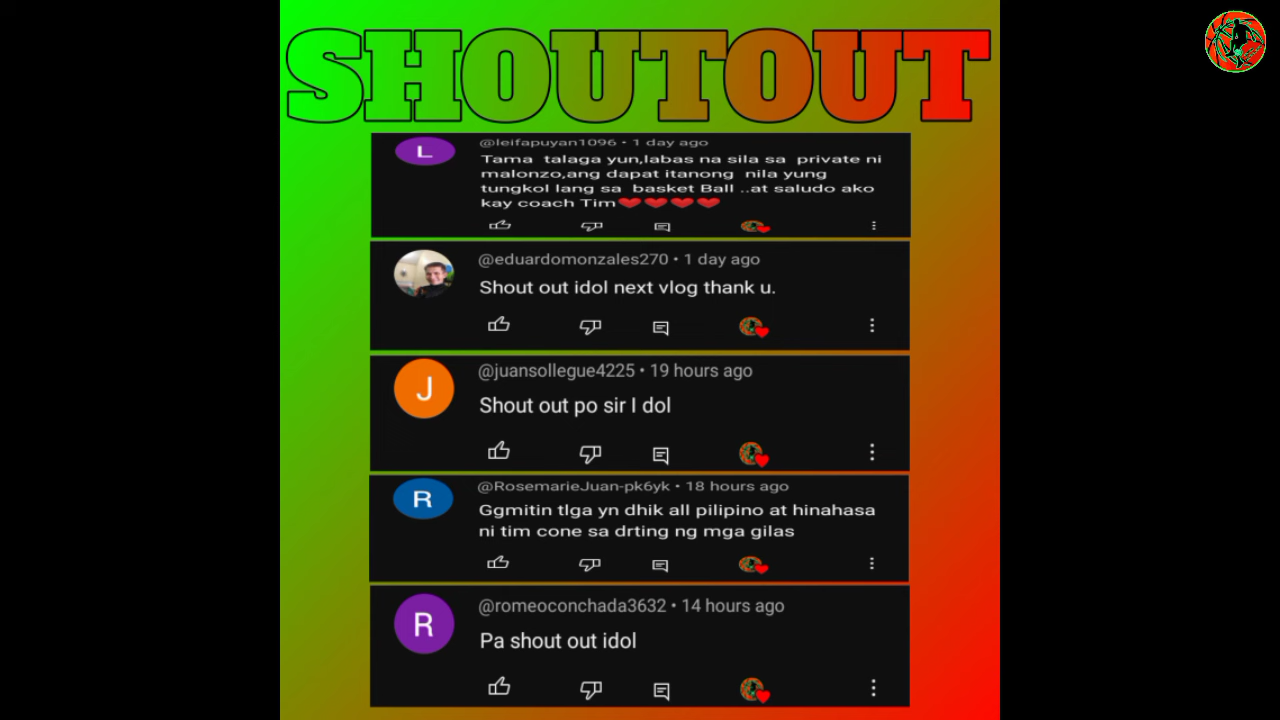 SHOUTOUT
L
@leifapuyan1096 • 1 day ago
Tama talaga yun,labas na sila sa private ni
malonzo,ang dapat itanong nila yung
tungkol lang sa basket Ball ..at saludo ako
kay coach Tim❤️❤️❤️❤️
@eduardomonzales270 • 1 day ago
Shout out idol next vlog thank u.
J
@juansollegue4225 • 19 hours ago
Shout out po sir I dol
R
@RosemarieJuan-pk6yk • 18 hours ago
Ggmitin tlga yn dhik all pilipino at hinahasa
ni tim cone sa drting ng mga gilas
R
@romeoconchada3632 • 14 hours ago
Pa shout out idol